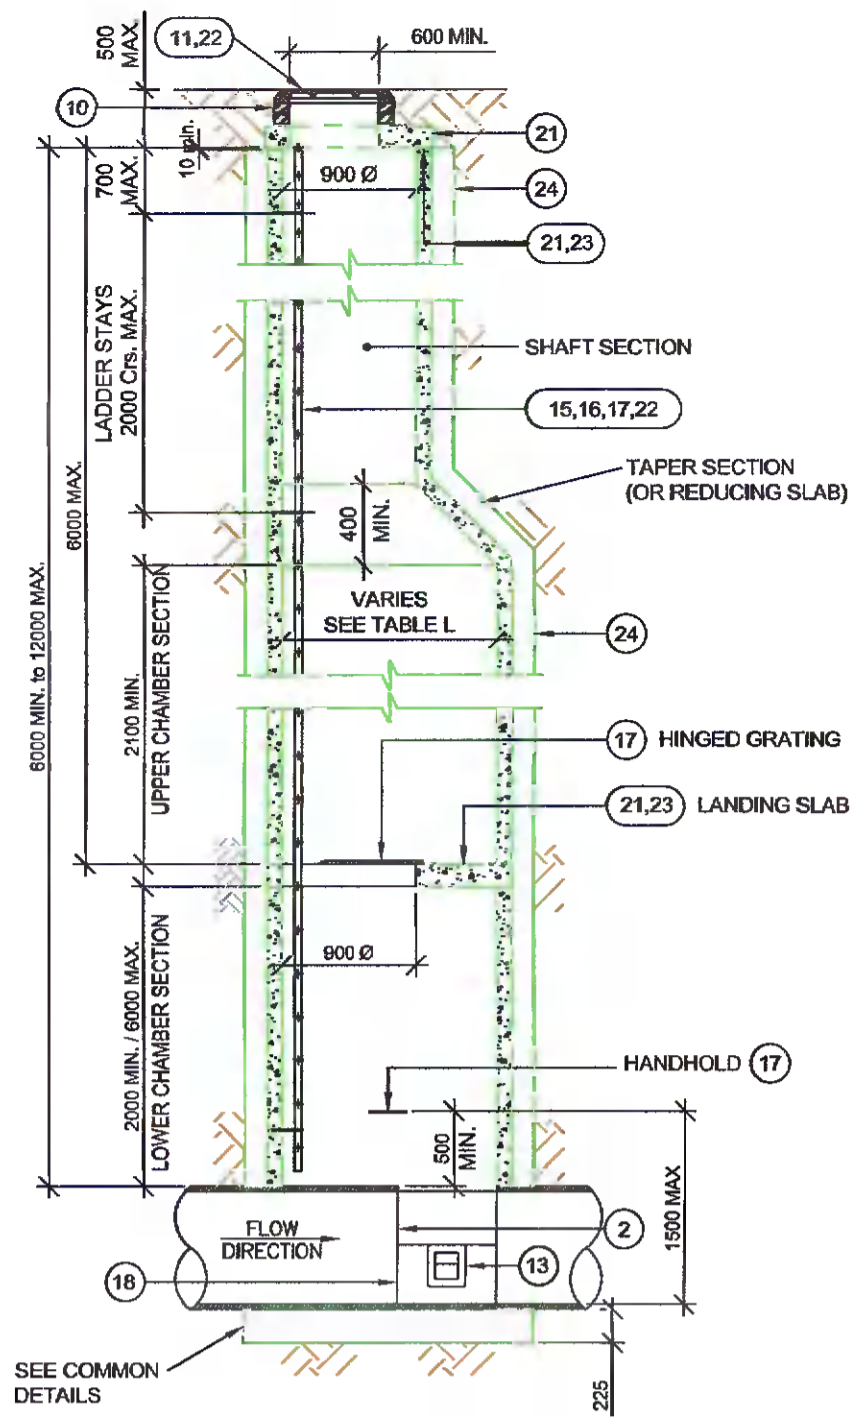 500
MAX.
11,22
600 MIN.
10
21
10 min.
700
MAX.
900 Ø
24
21,23
LADDER STAYS
2000 Crs. MAX.
SHAFT SECTION
15,16,17,22
TAPER SECTION
(OR REDUCING SLAB)
6000 MAX.
400
MIN.
6000 MIN. to 12000 MAX.
VARIES
SEE TABLE L
24
2100 MIN.
UPPER CHAMBER SECTION
17 HINGED GRATING
21,23 LANDING SLAB
900 Ø
2000 MIN. / 6000 MAX.
LOWER CHAMBER SECTION
HANDHOLD 17
500
MIN.
1500 MAX
FLOW
DIRECTION
2
13
18
SEE COMMON
DETAILS
225